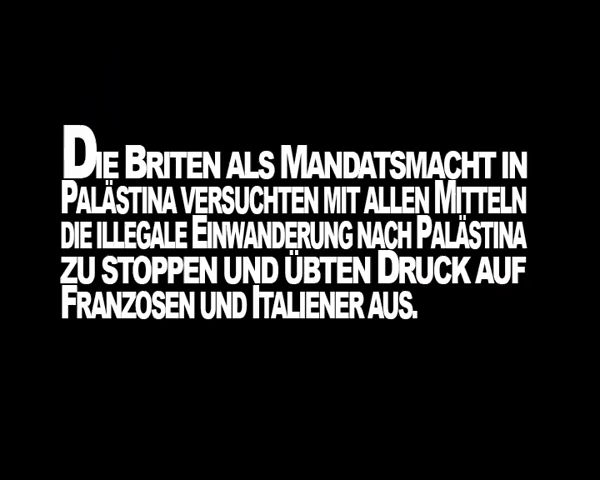 Die Briten als Mandatsmacht in
Palästina versuchten mit allen Mitteln
die illegale Einwanderung nach Palästina
zu stoppen und übten Druck auf
Franzosen und Italiener aus.